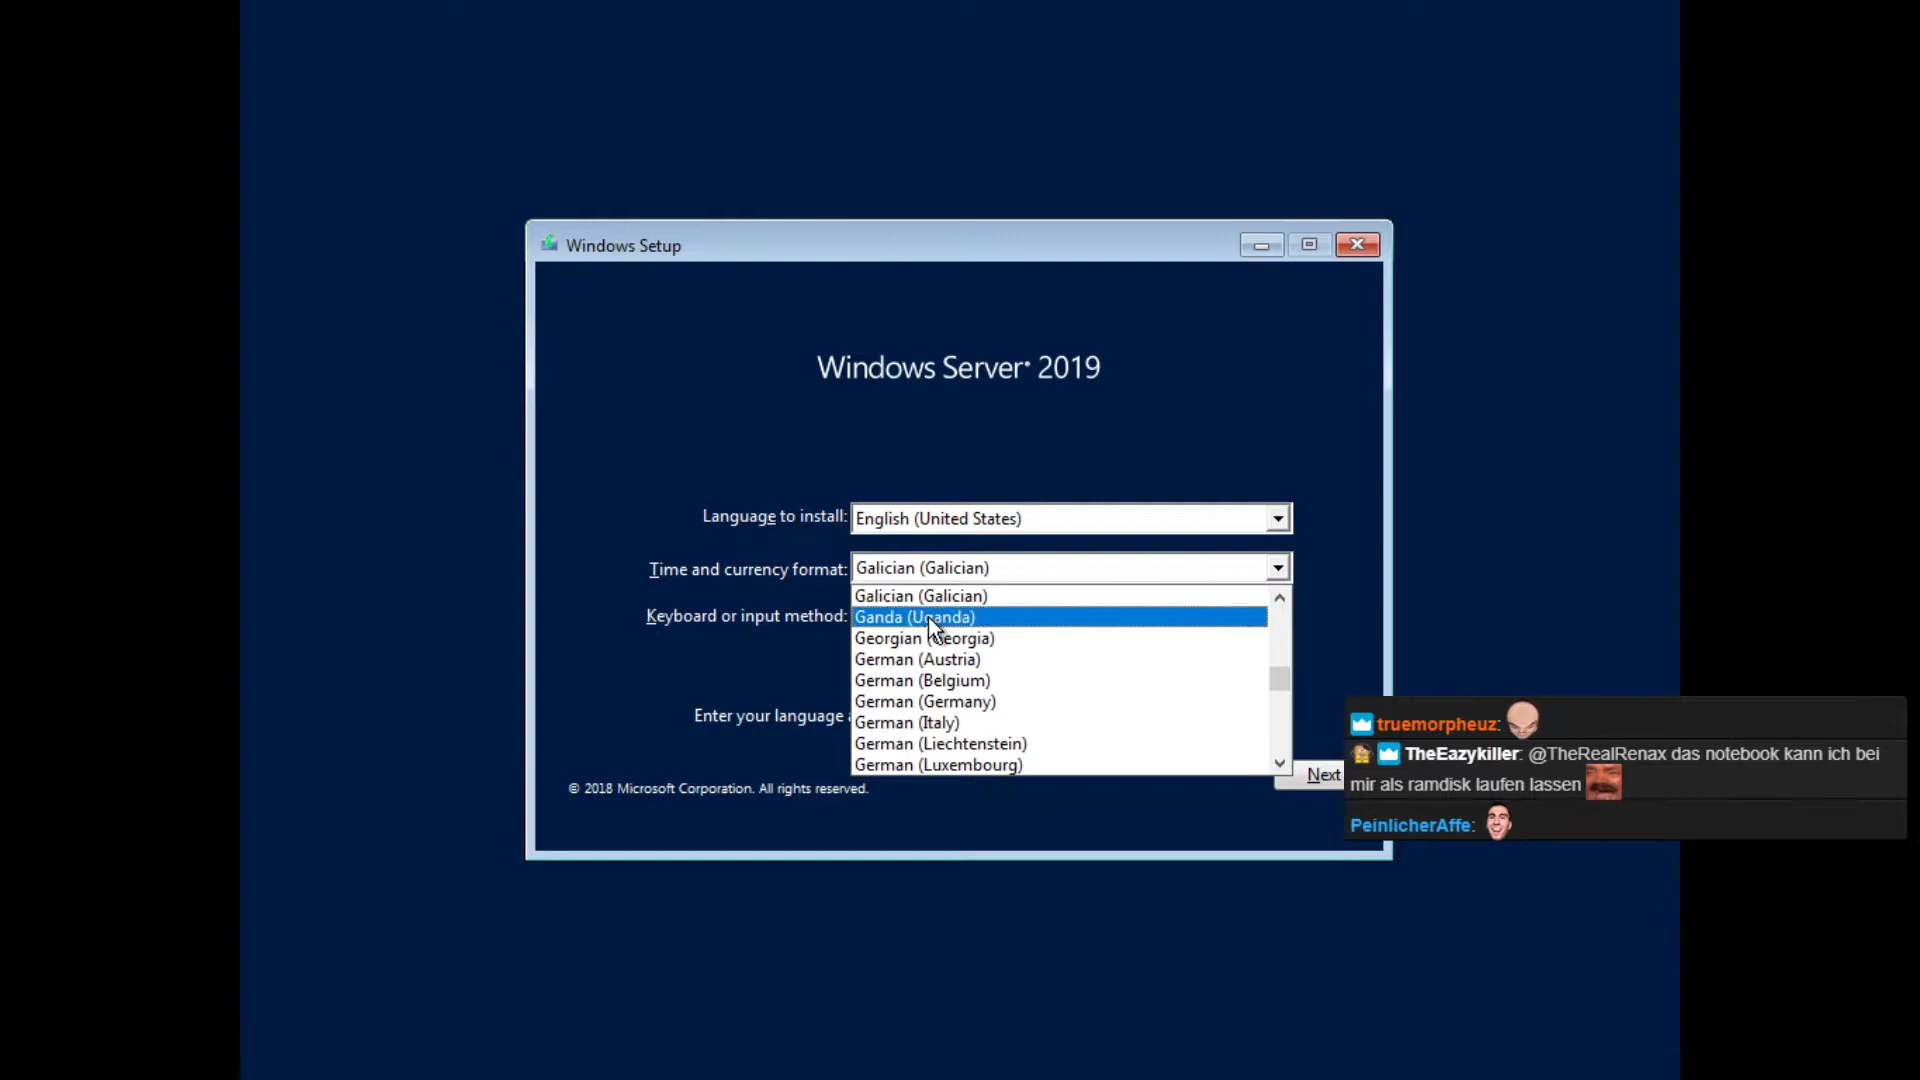 Windows Setup
Windows Server® 2019
Language to install: English (United States)
Time and currency format: Galician (Galician)
Galician (Galician)
Keyboard or input method: Ganda (Uganda)
Georgian (Georgia)
German (Austria)
German (Belgium)
German (Germany)
Enter your language a
German (Italy)
German (Liechtenstein)
German (Luxembourg)
Next
© 2018 Microsoft Corporation. All rights reserved.
truemorpheuz:
TheEazykiller: @TheRealRenax das notebook kann ich bei
mir als ramdisk laufen lassen
PeinlicherAffe: